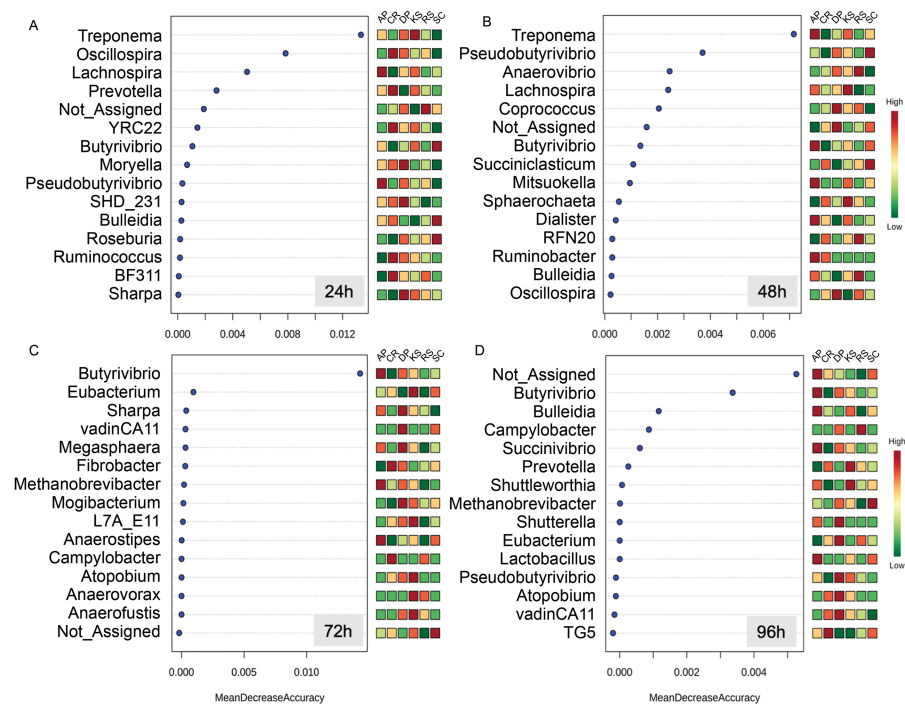 A
AP CR DP KS RS SC
Treponema
Oscillospira
Lachnospira
Prevotella
Not_Assigned
YRC22
Butyrivibrio
Moryella
Pseudobutyrivibrio
SHD_231
Bulleidia
Roseburia
Ruminococcus
BF311
Sharpa
24h
0.000 0.004 0.008 0.012
B
AP CR DP KS RS SC
Treponema
Pseudobutyrivibrio
Anaerovibrio
Lachnospira
Coprococcus
Not_Assigned
Butyrivibrio
Succiniclasticum
Mitsuokella
Sphaerochaeta
Dialister
RFN20
Ruminobacter
Bulleidia
Oscillospira
48h
0.000 0.002 0.004 0.006
High
Low
C
AP CR DP KS RS SC
Butyrivibrio
Eubacterium
Sharpa
vadinCA11
Megasphaera
Fibrobacter
Methanobrevibacter
Mogibacterium
L7A_E11
Anaerostipes
Campylobacter
Atopobium
Anaerovorax
Anaerofustis
Not_Assigned
72h
0.000 0.005 0.010
MeanDecreaseAccuracy
D
AP CR DP KS RS SC
Not_Assigned
Butyrivibrio
Bulleidia
Campylobacter
Succinivibrio
Prevotella
Shuttleworthia
Methanobrevibacter
Shutterella
Eubacterium
Lactobacillus
Pseudobutyrivibrio
Atopobium
vadinCA11
TG5
96h
0.000 0.002 0.004
MeanDecreaseAccuracy
High
Low